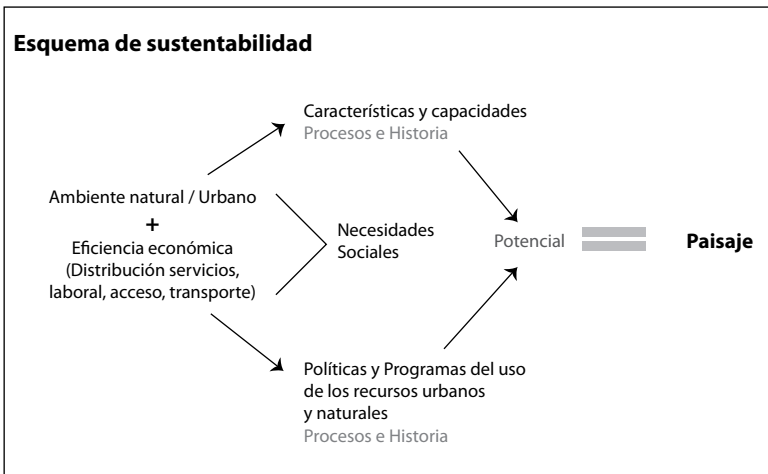 Esquema de sustentabilidad
Características y capacidades
Procesos e Historia
Ambiente natural / Urbano
+
Eficiencia económica
(Distribución servicios,
laboral, acceso, transporte)
Necesidades
Sociales
Potencial
Paisaje
Políticas y Programas del uso
de los recursos urbanos
y naturales
Procesos e Historia